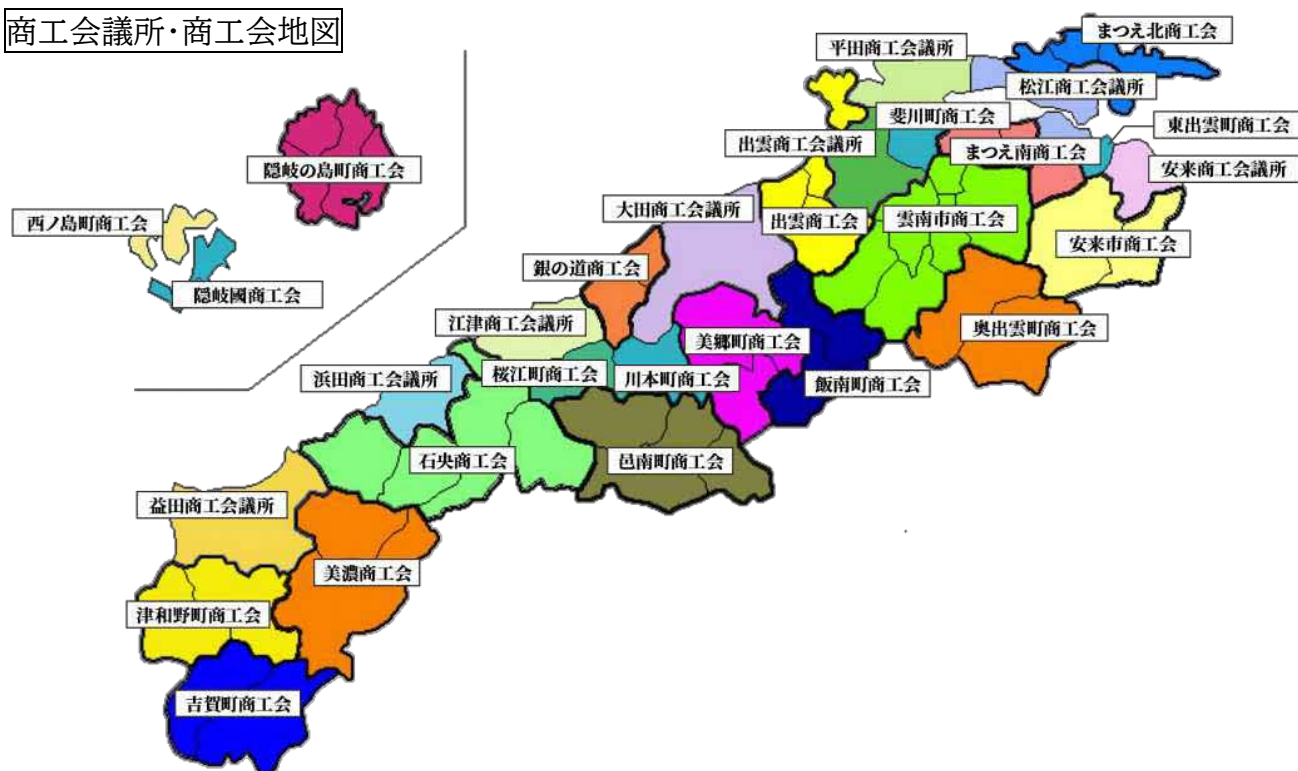 商工会議所・商工会地図
まつえ北商工会
平田商工会議所
松江商工会議所
斐川町商工会
東出雲町商工会
出雲商工会議所
まつえ南商工会
安来商工会議所
隠岐の島町商工会
大田商工会議所
出雲商工会
雲南市商工会
西ノ島町商工会
安来市商工会
銀の道商工会
隠岐國商工会
江津商工会議所
美郷町商工会
奥出雲町商工会
浜田商工会議所
桜江町商工会
川本町商工会
飯南町商工会
石央商工会
邑南町商工会
益田商工会議所
美濃商工会
津和野町商工会
吉賀町商工会